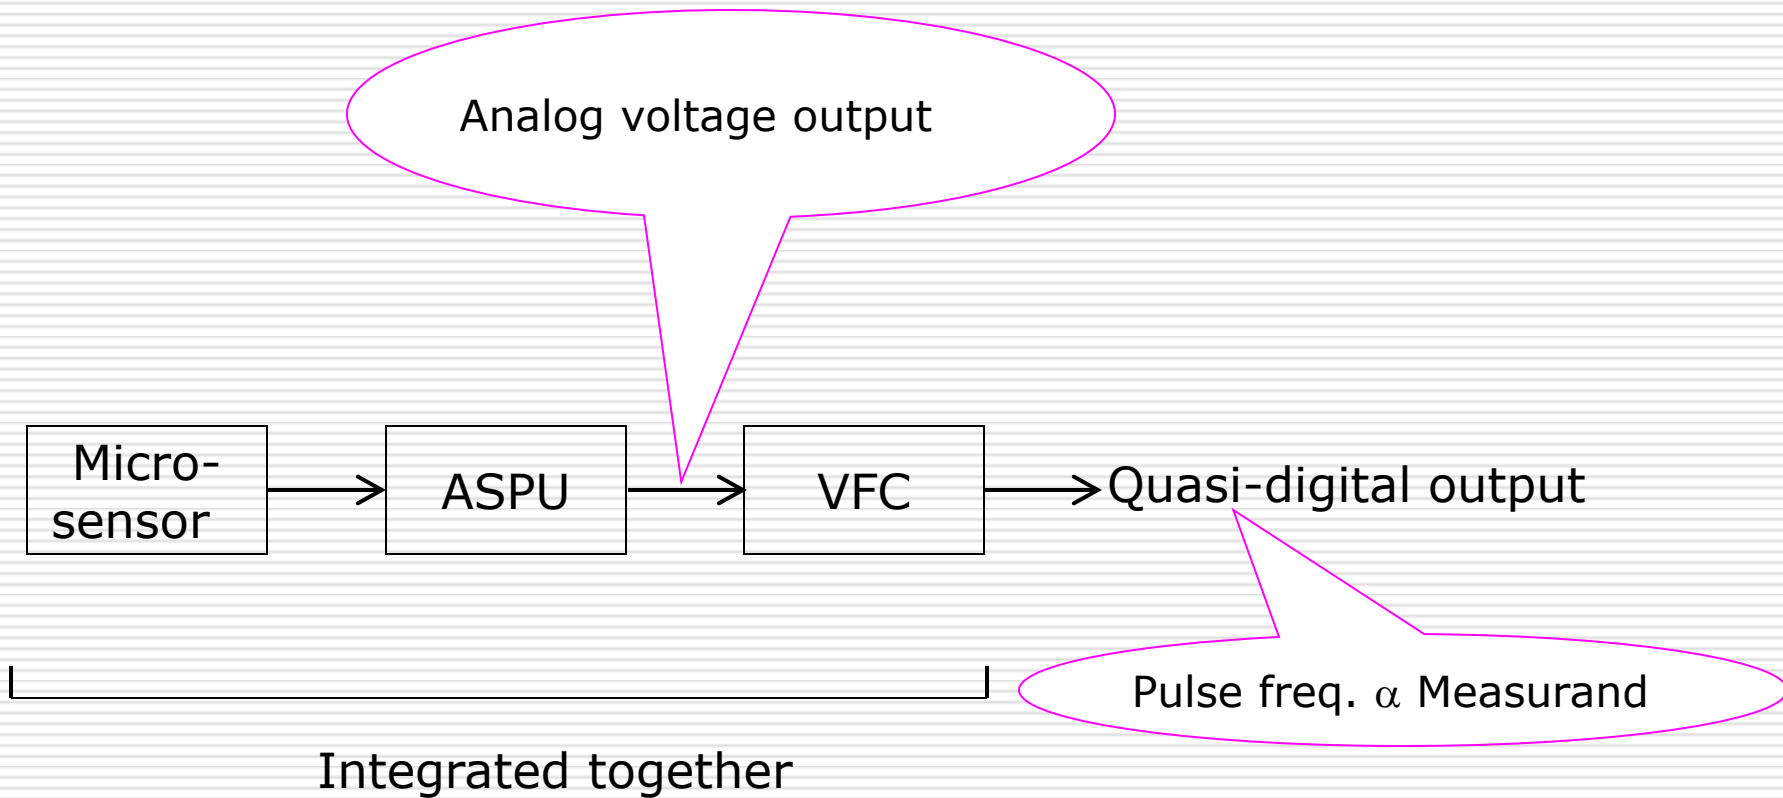 Analog voltage output
Micro-
sensor
ASPU
VFC
Quasi-digital output
Pulse freq. α Measurand
Integrated together